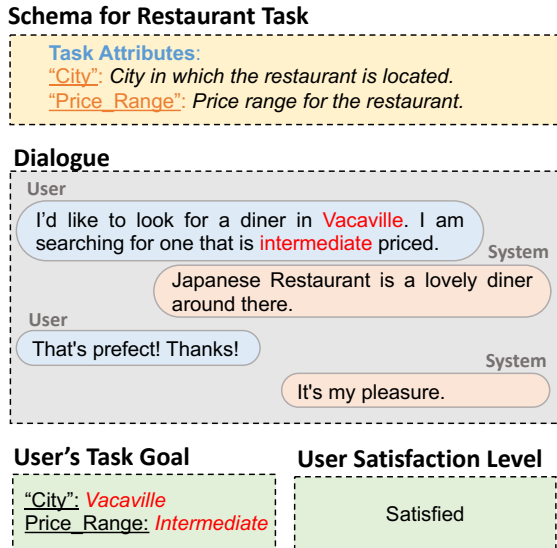 Schema for Restaurant Task
Task Attributes:
“City”: City in which the restaurant is located.
“Price_Range”: Price range for the restaurant.
Dialogue
User
I'd like to look for a diner in Vacaville. I am
searching for one that is intermediate priced.
System
Japanese Restaurant is a lovely diner
around there.
User
That's prefect! Thanks!
System
It's my pleasure.
User's Task Goal
“City”: Vacaville
Price_Range: Intermediate
User Satisfaction Level
Satisfied